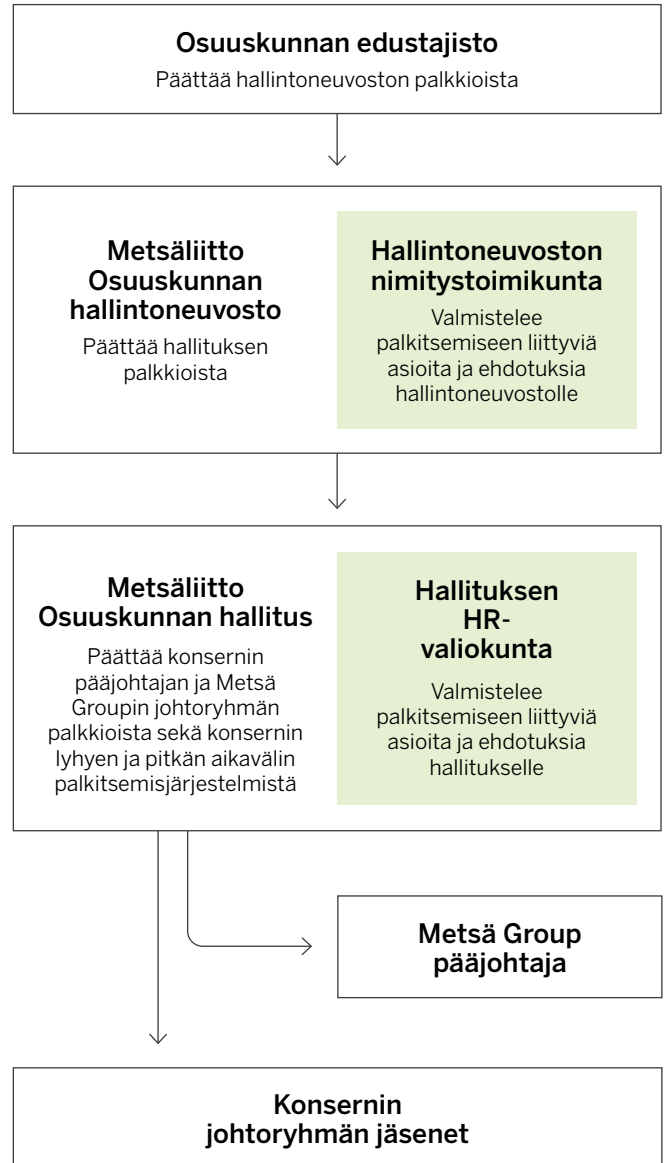 Osuuskunnan edustajisto
Päättää hallintoneuvoston palkkioista
Metsäliitto
Osuuskunnan
hallintoneuvosto
Päättää hallituksen
palkkioista
Hallintoneuvoston
nimitystoimikunta
Valmistelee
palkitsemiseen liittyviä
asioita ja ehdotuksia
hallintoneuvostolle
Metsäliitto
Osuuskunnan hallitus
Päättää konsernin
pääjohtajan ja Metsä
Groupin johtoryhmän
palkkioista sekä konsernin
lyhyen ja pitkän aikavälin
palkitsemisjärjestelmistä
Hallituksen
HR-
valiokunta
Valmistelee
palkitsemiseen liittyviä
asioita ja ehdotuksia
hallitukselle
Metsä Group
pääjohtaja
Konsernin
johtoryhmän jäsenet